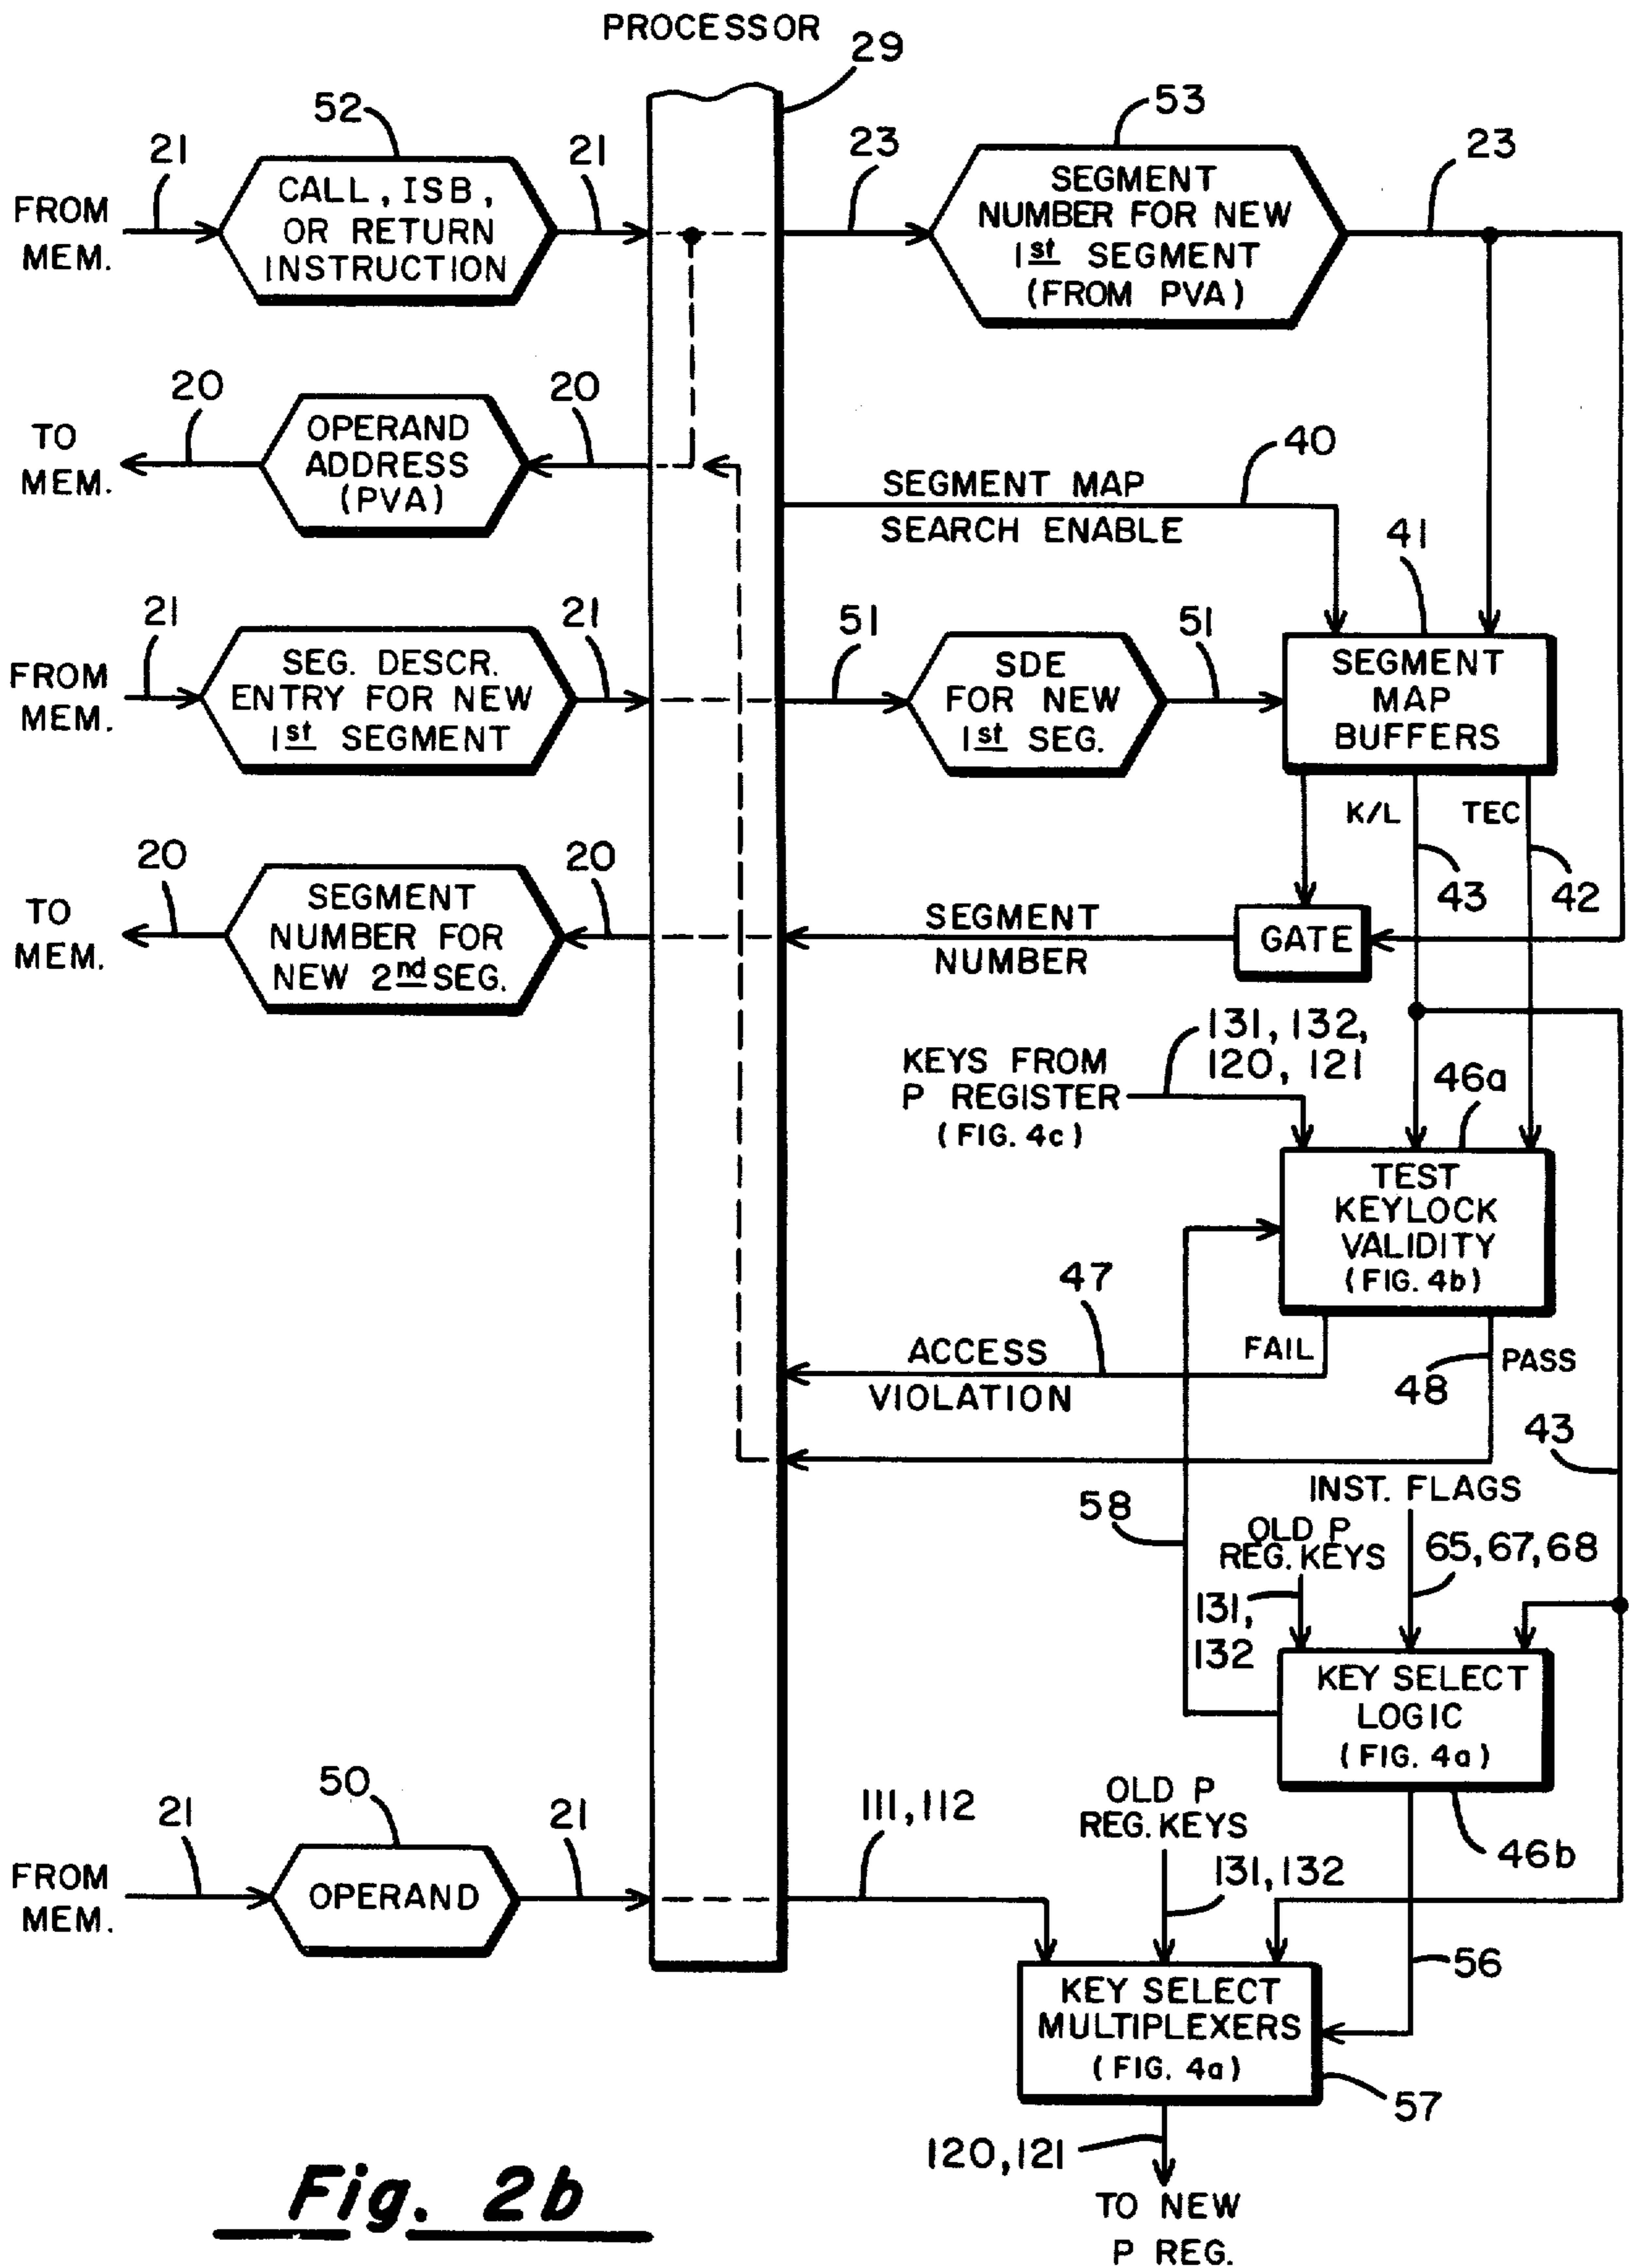 PROCESSOR
29
52
53
21
21
23
23
FROM
MEM.
CALL, ISB,
OR RETURN
INSTRUCTION
SEGMENT
NUMBER FOR NEW
1st SEGMENT
(FROM PVA)
20
20
TO
MEM.
OPERAND
ADDRESS
(PVA)
40
SEGMENT MAP
SEARCH ENABLE
41
21
21
51
51
FROM
MEM.
SEG. DESCR.
ENTRY FOR NEW
1st SEGMENT
SDE
FOR NEW
1st SEG.
SEGMENT
MAP
BUFFERS
K/L
TEC
43
42
20
20
TO
MEM.
SEGMENT
NUMBER FOR
NEW 2nd SEG.
SEGMENT
NUMBER
GATE
KEYS FROM
P REGISTER
(FIG. 4c)
131, 132,
120, 121
46a
TEST
KEYLOCK
VALIDITY
(FIG. 4b)
47
FAIL
PASS
48
ACCESS
VIOLATION
43
INST. FLAGS
58
OLD P
REG. KEYS
65, 67, 68
131,
132
KEY SELECT
LOGIC
(FIG. 4a)
46b
50
21
21
111, 112
OLD P
REG. KEYS
131, 132
FROM
MEM.
OPERAND
56
KEY SELECT
MULTIPLEXERS
(FIG. 4a)
57
120, 121
TO NEW
P REG.
Fig. 2b